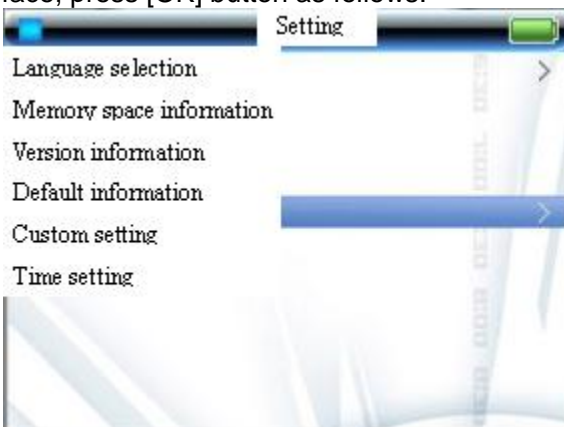 press [OK] button as follows:
Setting
Language selection
Memory space information
Version information
Default information
Custom setting
Time setting